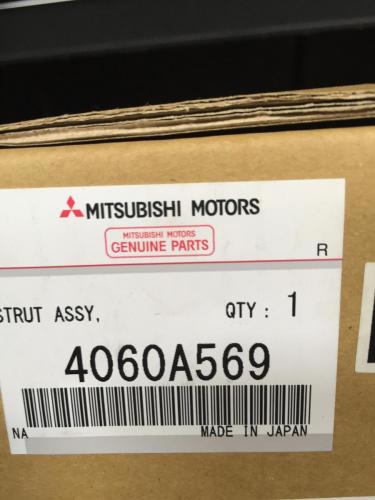 MITSUBISHI MOTORS
MITSUBISHI MOTORS
GENUINE PARTS
R
STRUT ASSY, QTY : 1
4060A569
NA MADE IN JAPAN